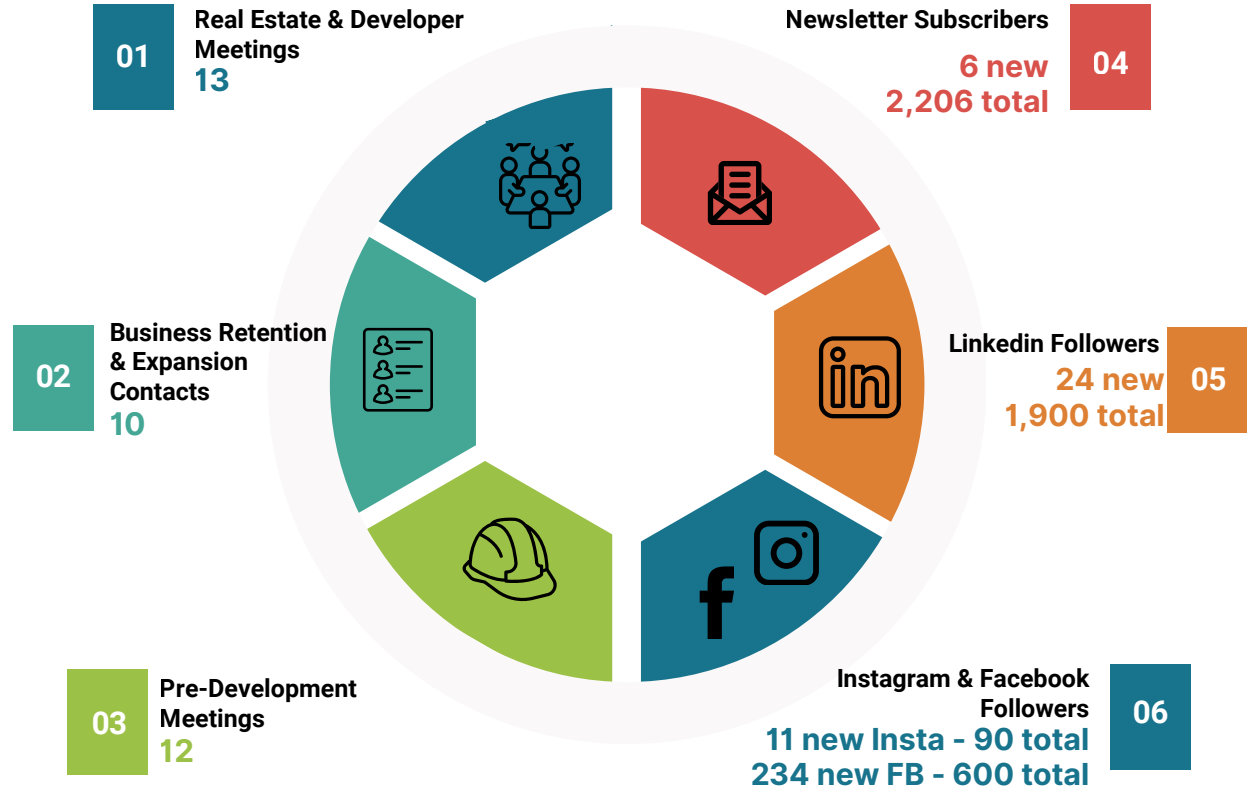 01
Real Estate & Developer
Meetings
13
02
Business Retention
& Expansion
Contacts
10
03
Pre-Development
Meetings
12
Newsletter Subscribers
6 new
2,206 total
04
Linkedin Followers
24 new
1,900 total
05
in
Instagram & Facebook
Followers
11 new Insta - 90 total
234 new FB - 600 total
06
f